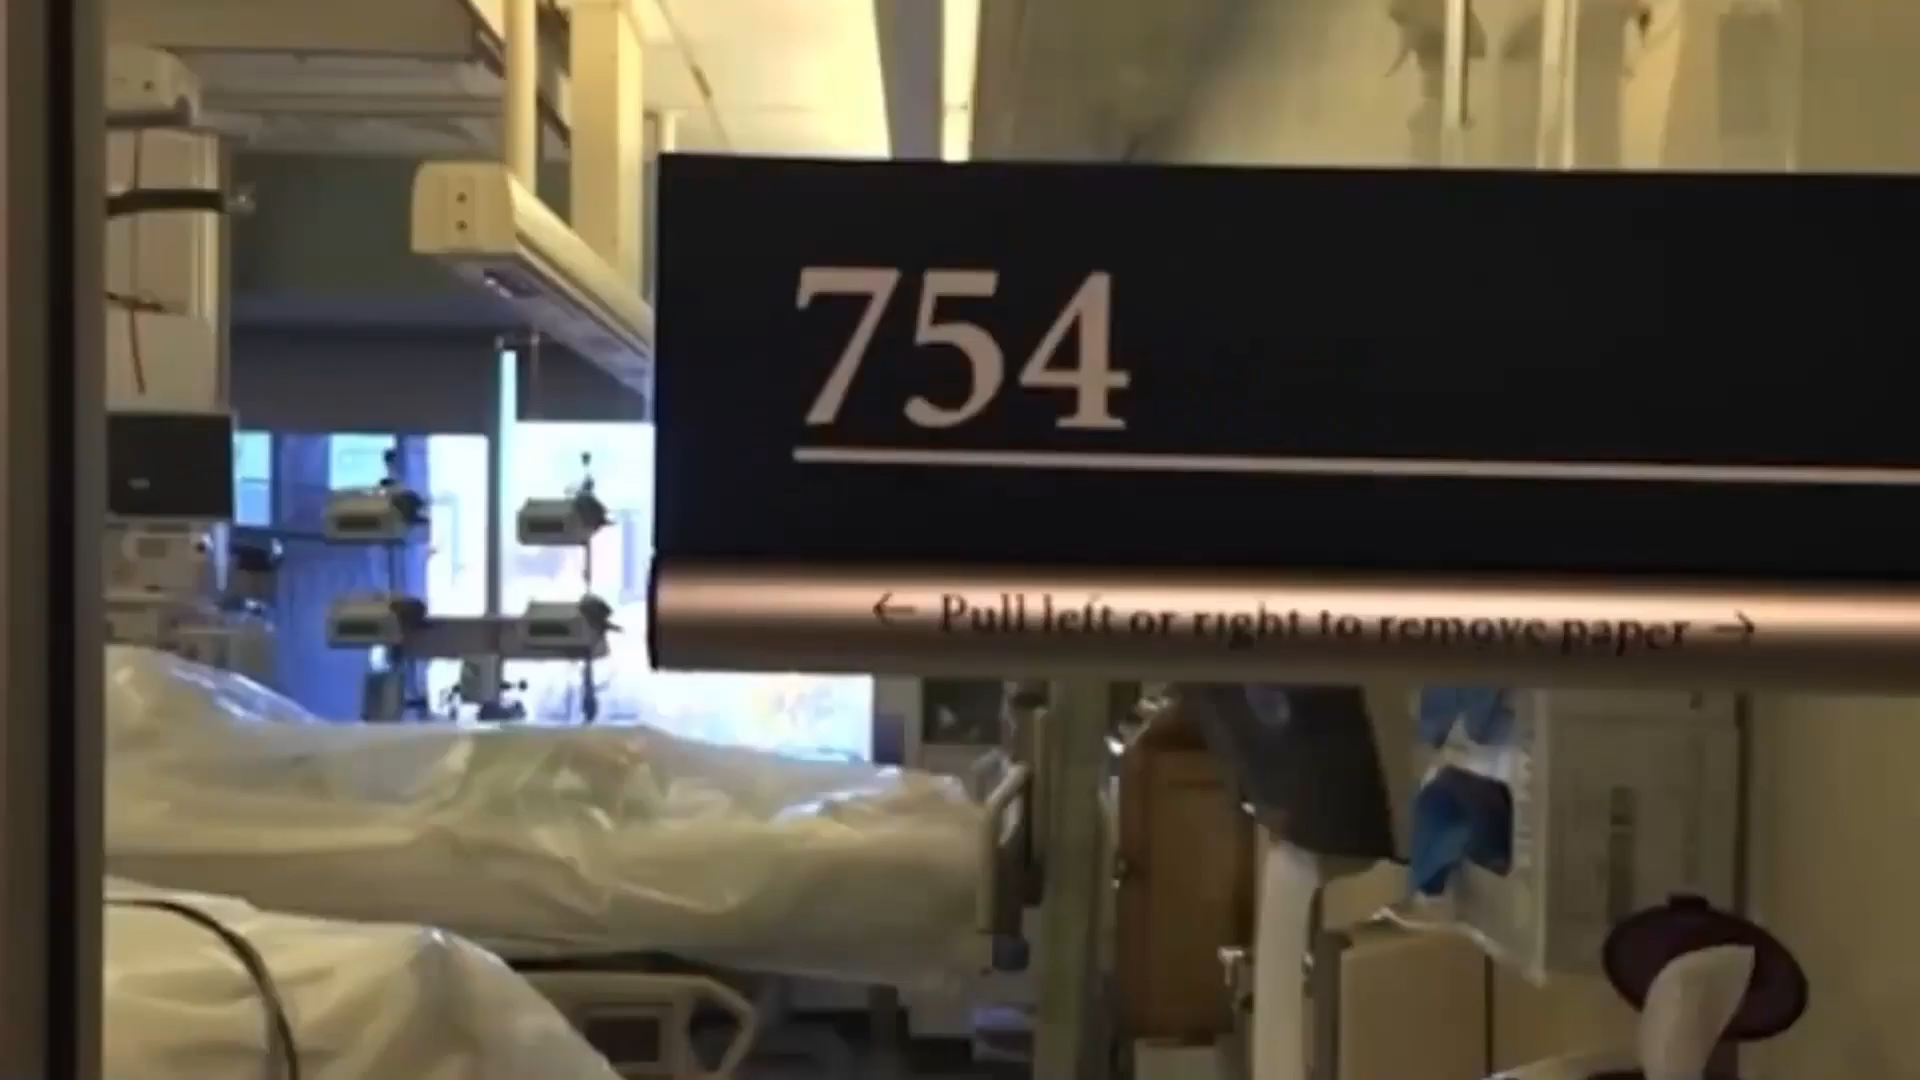 754
← Pull left or right to remove paper →